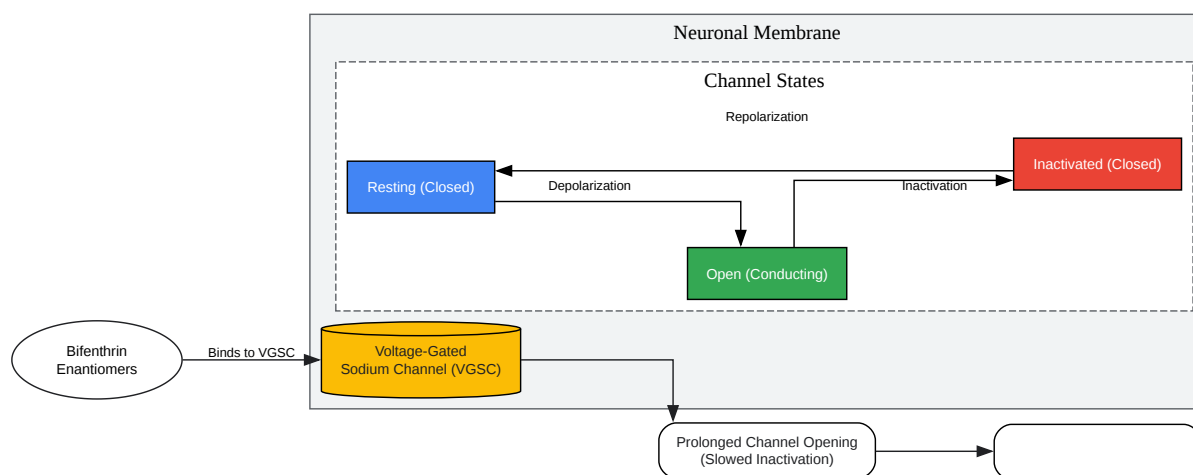 Neuronal Membrane
Channel States
Repolarization
Inactivated (Closed)
Resting (Closed)
Depolarization
Inactivation
Open (Conducting)
Bifenthrin
Enantiomers
Binds to VGSC
Voltage-Gated
Sodium Channel (VGSC)
Prolonged Channel Opening
(Slowed Inactivation)